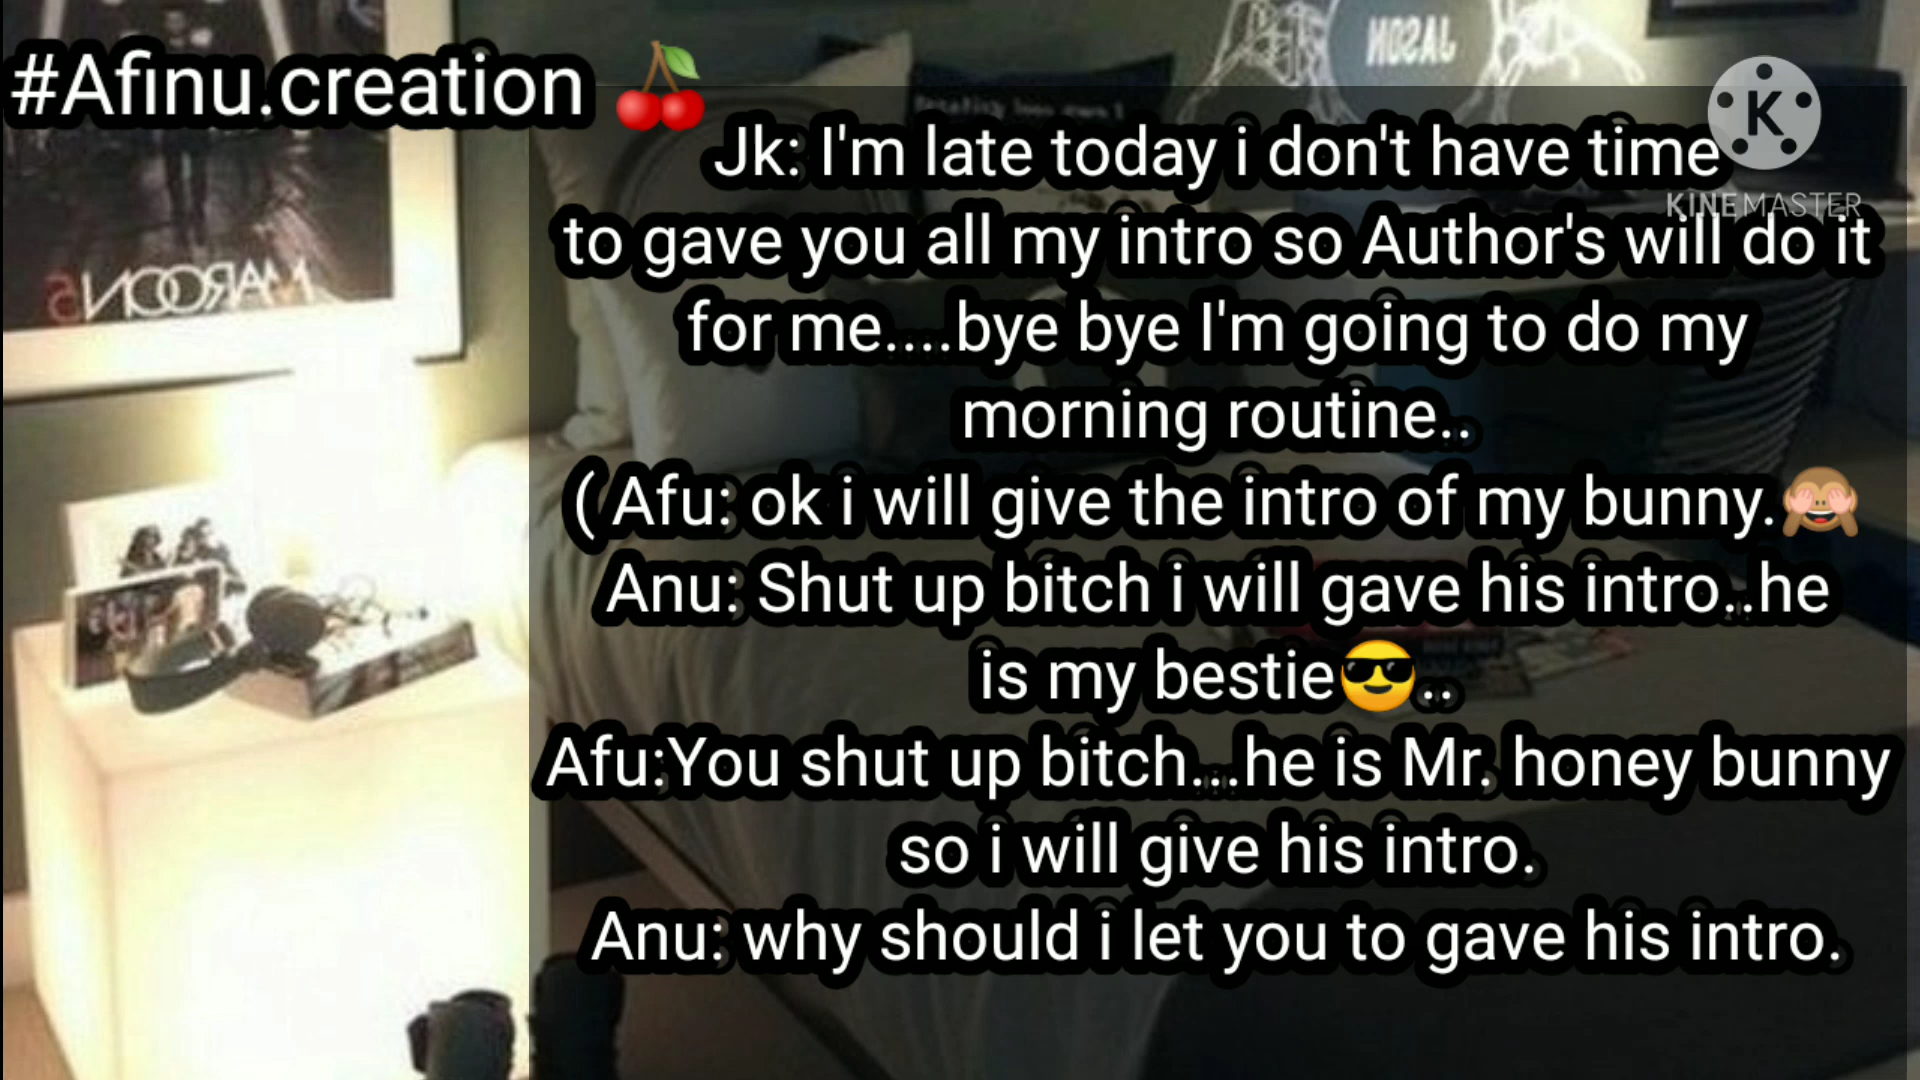 #Afinu.creation 🍒
NOSAL
K
KINEMASTER
MAROONS
Jk: I'm late today i don't have time
to gave you all my intro so Author's will do it
for me....bye bye I'm going to do my
morning routine..
( Afu: ok i will give the intro of my bunny.🙈
Anu: Shut up bitch i will gave his intro..he
is my bestie😎..
Afu:You shut up bitch...he is Mr. honey bunny
so i will give his intro.
Anu: why should i let you to gave his intro.